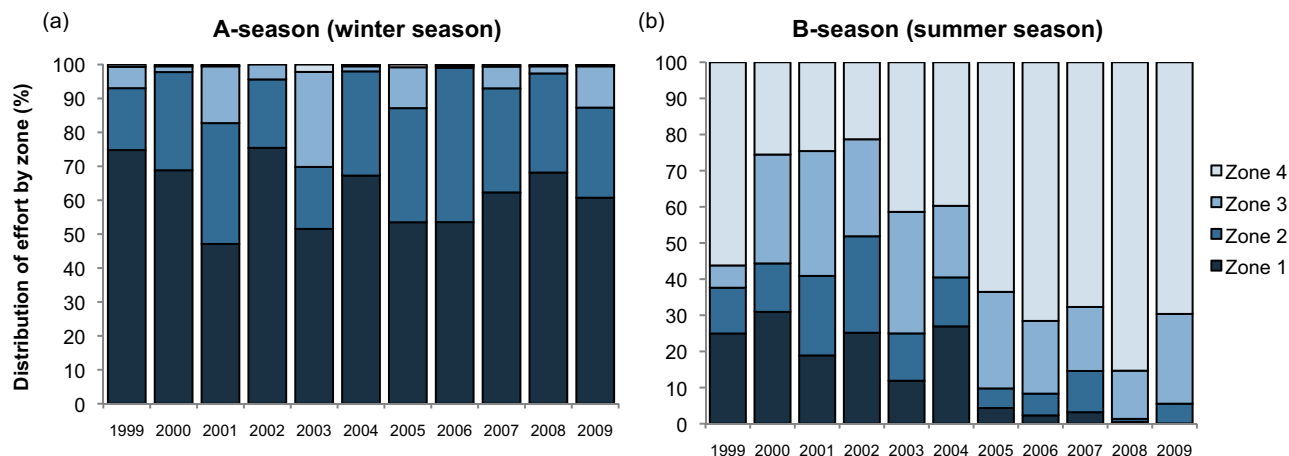 (a)
A-season (winter season)
Distribution of effort by zone (%)
100
90
80
70
60
50
40
30
20
10
0
1999 2000 2001 2002 2003 2004 2005 2006 2007 2008 2009
(b)
B-season (summer season)
100
90
80
70
60
50
40
30
20
10
0
1999 2000 2001 2002 2003 2004 2005 2006 2007 2008 2009
Zone 4
Zone 3
Zone 2
Zone 1